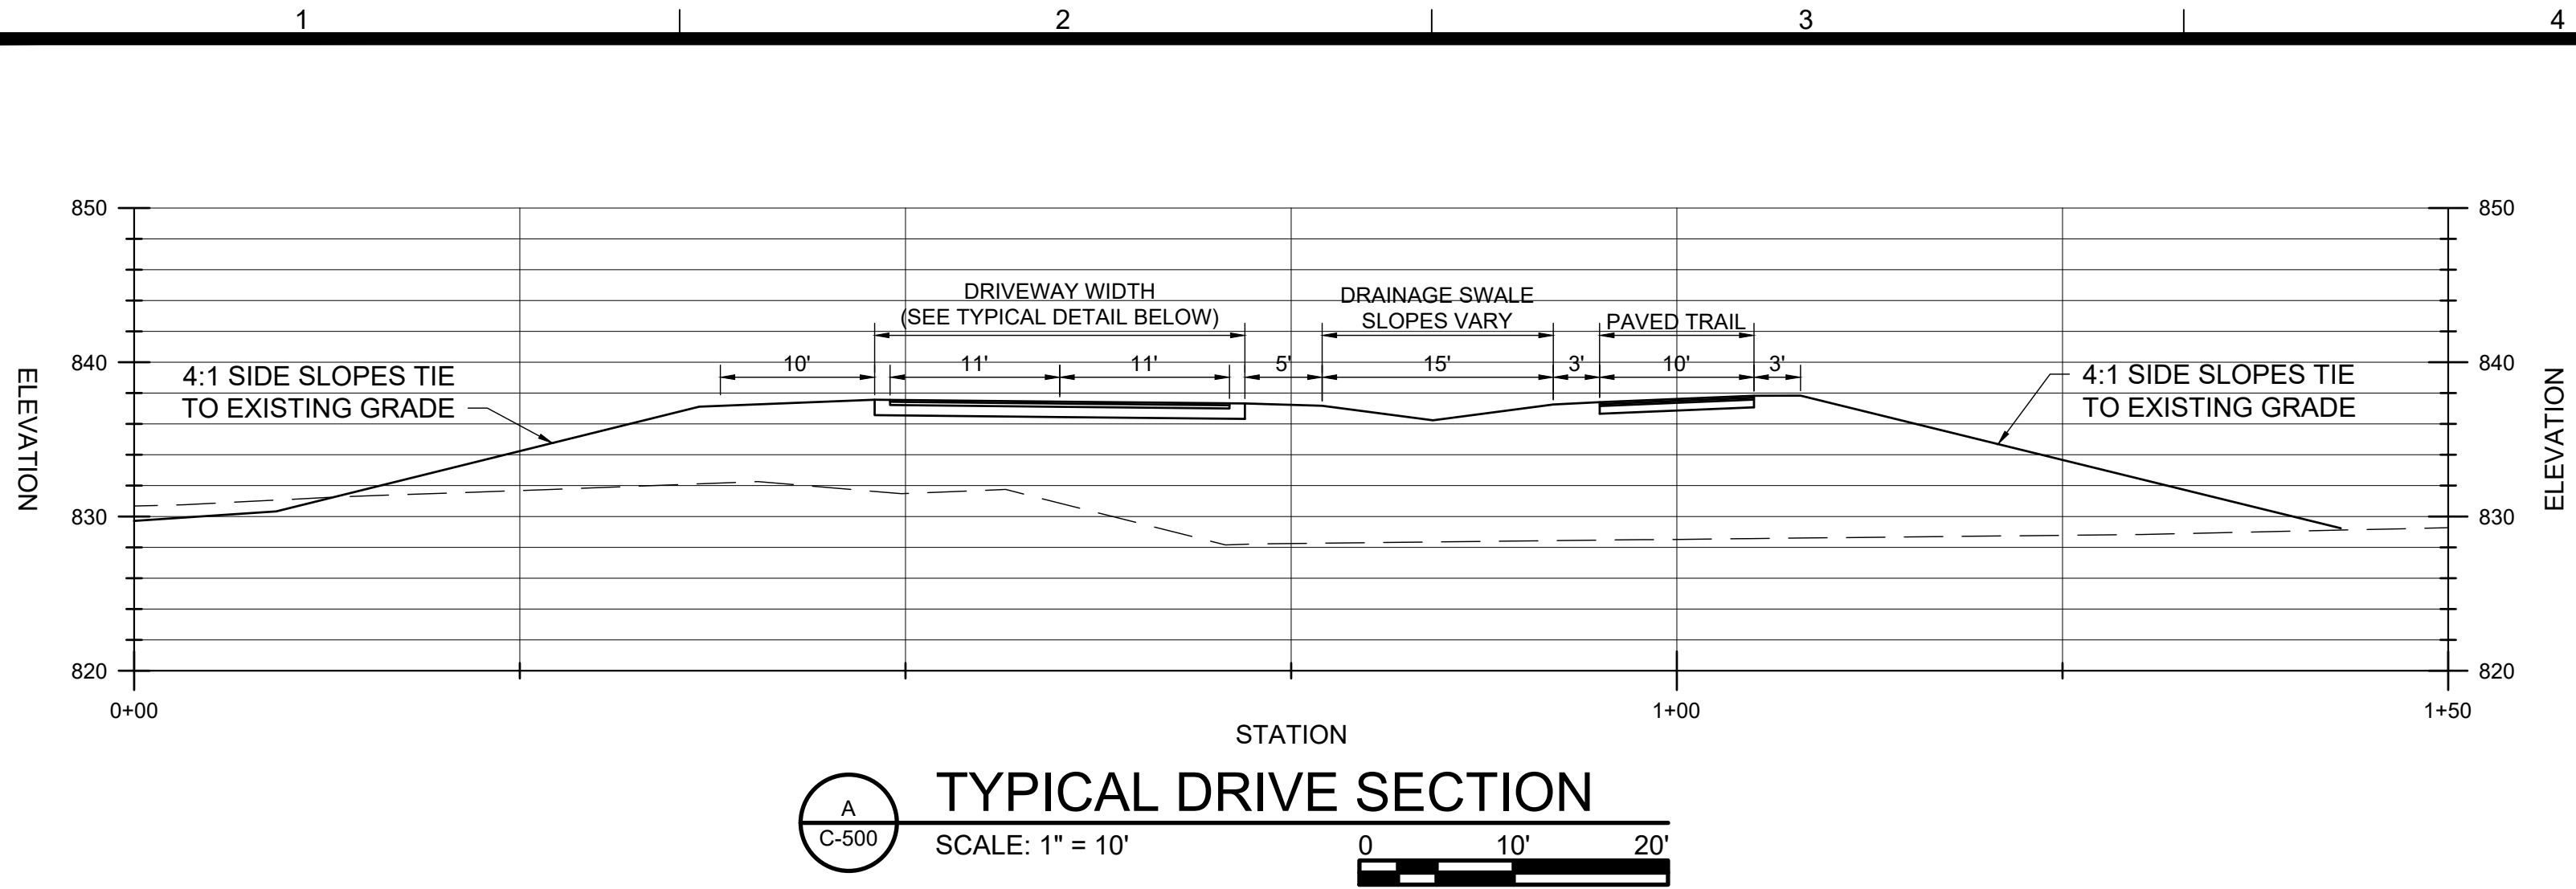 1 2 3 4
850 850
DRIVEWAY WIDTH
(SEE TYPICAL DETAIL BELOW)
DRAINAGE SWALE
SLOPES VARY
PAVED TRAIL
840 10' 11' 11' 5' 15' 3' 10' 3' 840
4:1 SIDE SLOPES TIE
TO EXISTING GRADE
4:1 SIDE SLOPES TIE
TO EXISTING GRADE
ELEVATION
ELEVATION
830 830
820 820
0+00 1+00 1+50
STATION
A
C-500
TYPICAL DRIVE SECTION
SCALE: 1" = 10'
0 10' 20'